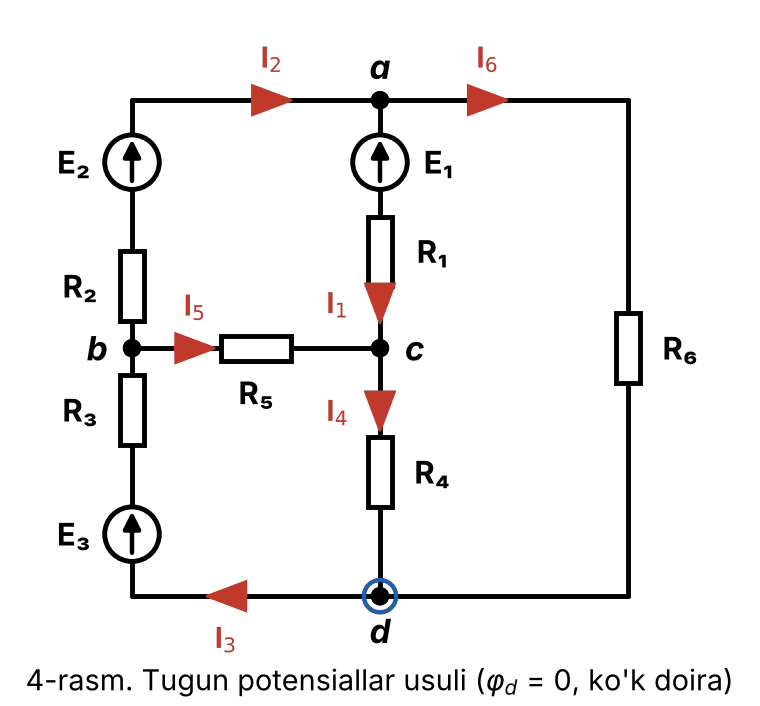 I₂
a
I₆
E₂
E₁
R₁
R₂
I₅
I₁
b
c
R₆
R₃
R₅
I₄
R₄
E₃
d
I₃
4-rasm. Tugun potensiallar usuli (φ_d = 0, ko'k doira)